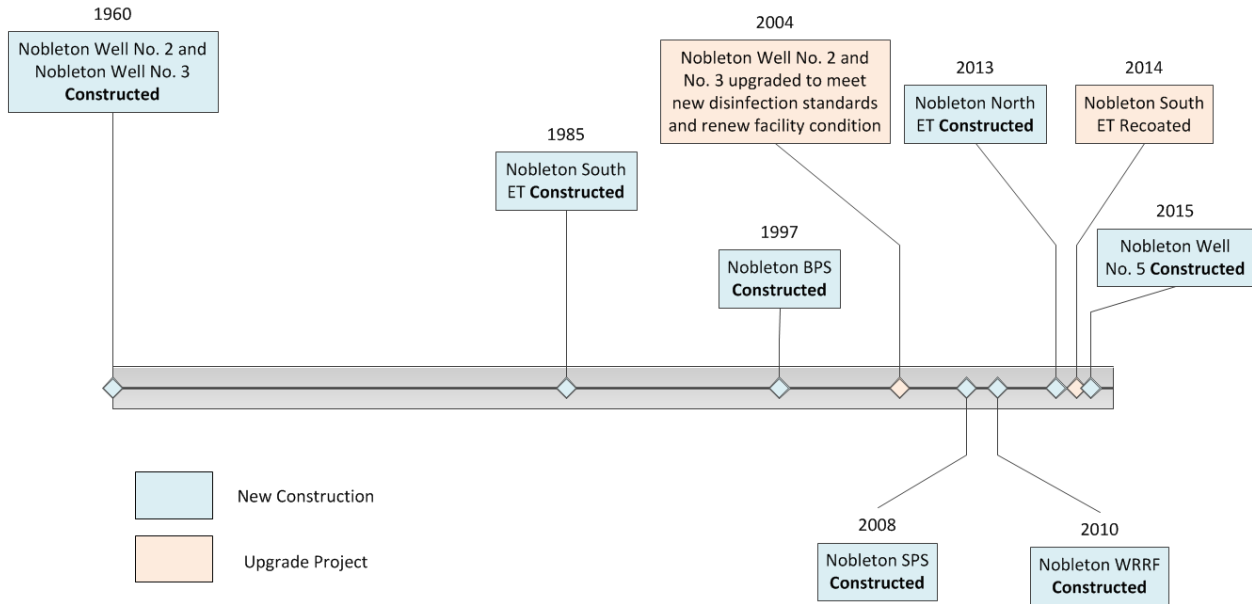 1960
Nobleton Well No. 2 and
Nobleton Well No. 3
Constructed
1985
Nobleton South
ET Constructed
1997
Nobleton BPS
Constructed
2004
Nobleton Well No. 2 and
No. 3 upgraded to meet
new disinfection standards
and renew facility condition
2013
Nobleton North
ET Constructed
2014
Nobleton South
ET Recoated
2015
Nobleton Well
No. 5 Constructed
2008
Nobleton SPS
Constructed
2010
Nobleton WRRF
Constructed
New Construction
Upgrade Project